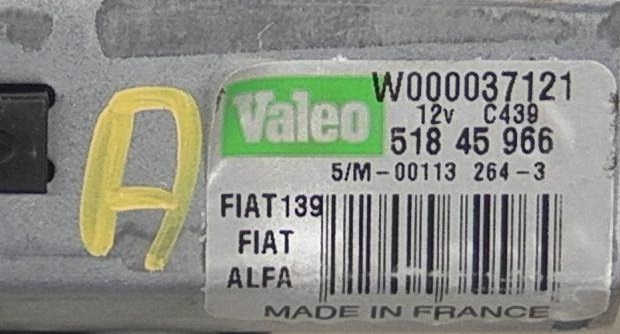 A
Valeo
W000037121
12v C439
518 45 966
5/M-00113 264-3
FIAT139
FIAT
ALFA
MADE IN FRANCE